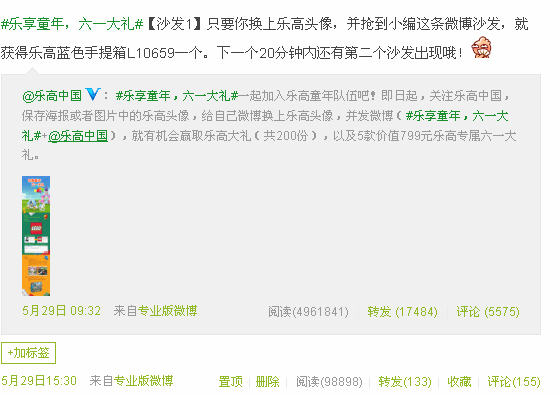 #乐享童年，六一大礼#【沙发1】只要你换上乐高头像，并抢到小编这条微博沙发，就
获得乐高蓝色手提箱L10659一个。下一个20分钟内还有第二个沙发出现哦！
@乐高中国 ： #乐享童年，六一大礼#一起加入乐高童年队伍吧！即日起，关注乐高中国，
保存海报或者图片中的乐高头像，给自己微博换上乐高头像，并发微博（#乐享童年，六一大
礼#+@乐高中国），就有机会赢取乐高大礼（共200份），以及5款价值799元乐高专属六一大
礼。
LEGO
5月29日 09:32 来自专业版微博 阅读(4961841) 转发 (17484) 评论 (5575)
+加标签
5月29日15:30 来自专业版微博 置顶 删除 阅读(98898) 转发(133) 收藏 评论(155)